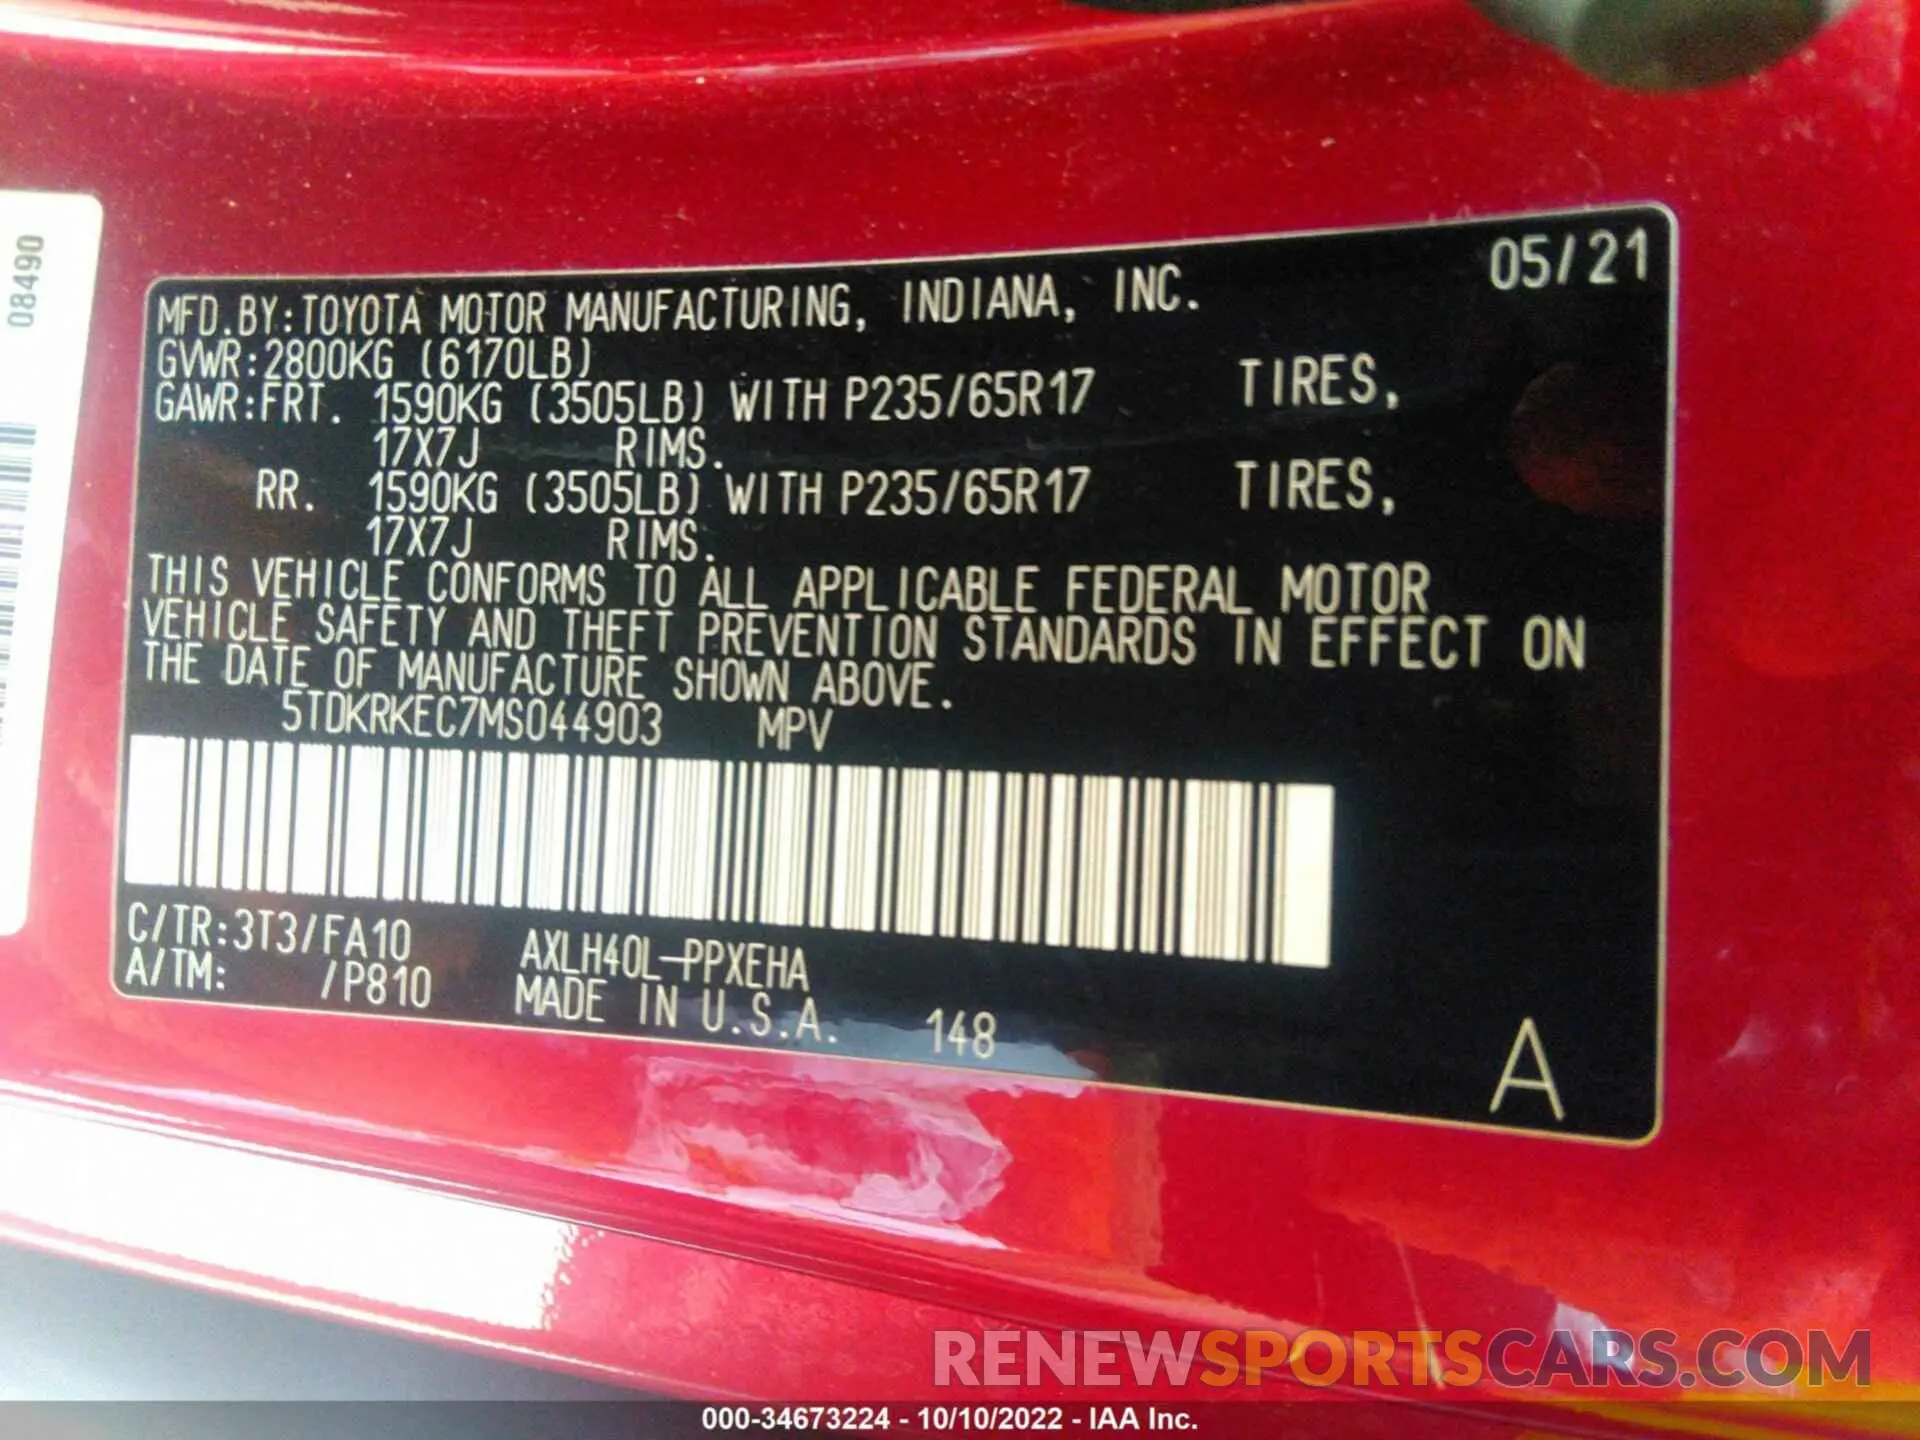 08490
05/21
MFD.BY:TOYOTA MOTOR MANUFACTURING, INDIANA, INC.
GVWR:2800KG (6170LB)
GAWR:FRT. 1590KG (3505LB) WITH P235/65R17 TIRES,
17X7J RIMS.
RR. 1590KG (3505LB) WITH P235/65R17 TIRES,
17X7J RIMS.
THIS VEHICLE CONFORMS TO ALL APPLICABLE FEDERAL MOTOR
VEHICLE SAFETY AND THEFT PREVENTION STANDARDS IN EFFECT ON
THE DATE OF MANUFACTURE SHOWN ABOVE.
5TDKRKEC7MS044903 MPV
C/TR:3T3/FA10 AXLH40L-PPXEHA
A/TM: /P810 MADE IN U.S.A. 148
A
RENEWSPORTSCARS.COM
000-34673224 - 10/10/2022 - IAA Inc.